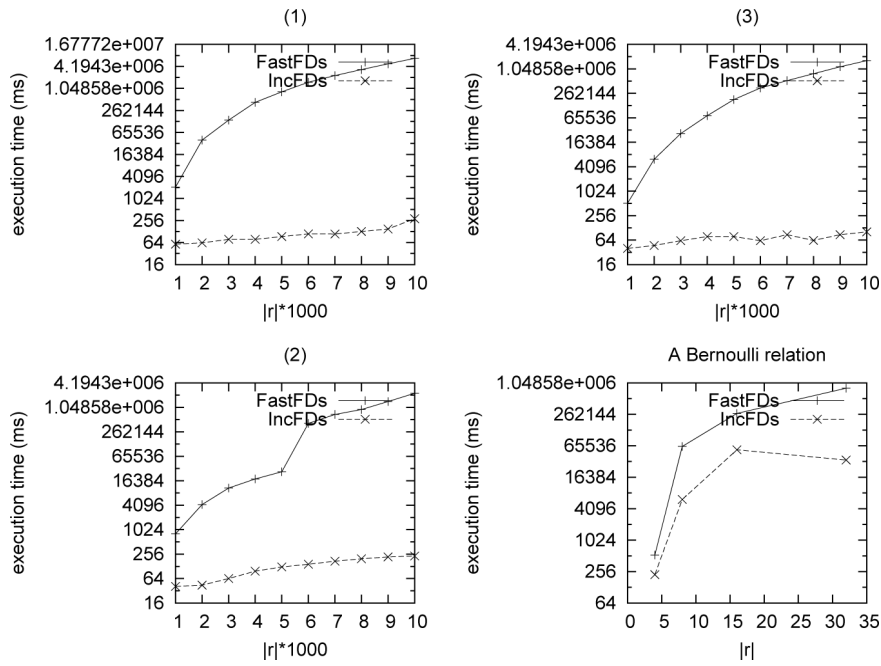 (1)
1.67772e+007
4.1943e+006
1.04858e+006
262144
65536
16384
4096
1024
256
64
16
execution time (ms)
FastFDs
IncFDs
1 2 3 4 5 6 7 8 9 10
|r|*1000
(3)
4.1943e+006
1.04858e+006
262144
65536
16384
4096
1024
256
64
16
execution time (ms)
FastFDs
IncFDs
1 2 3 4 5 6 7 8 9 10
|r|*1000
(2)
4.1943e+006
1.04858e+006
262144
65536
16384
4096
1024
256
64
16
execution time (ms)
FastFDs
IncFDs
1 2 3 4 5 6 7 8 9 10
|r|*1000
A Bernoulli relation
1.04858e+006
262144
65536
16384
4096
1024
256
64
execution time (ms)
FastFDs
IncFDs
0 5 10 15 20 25 30 35
|r|